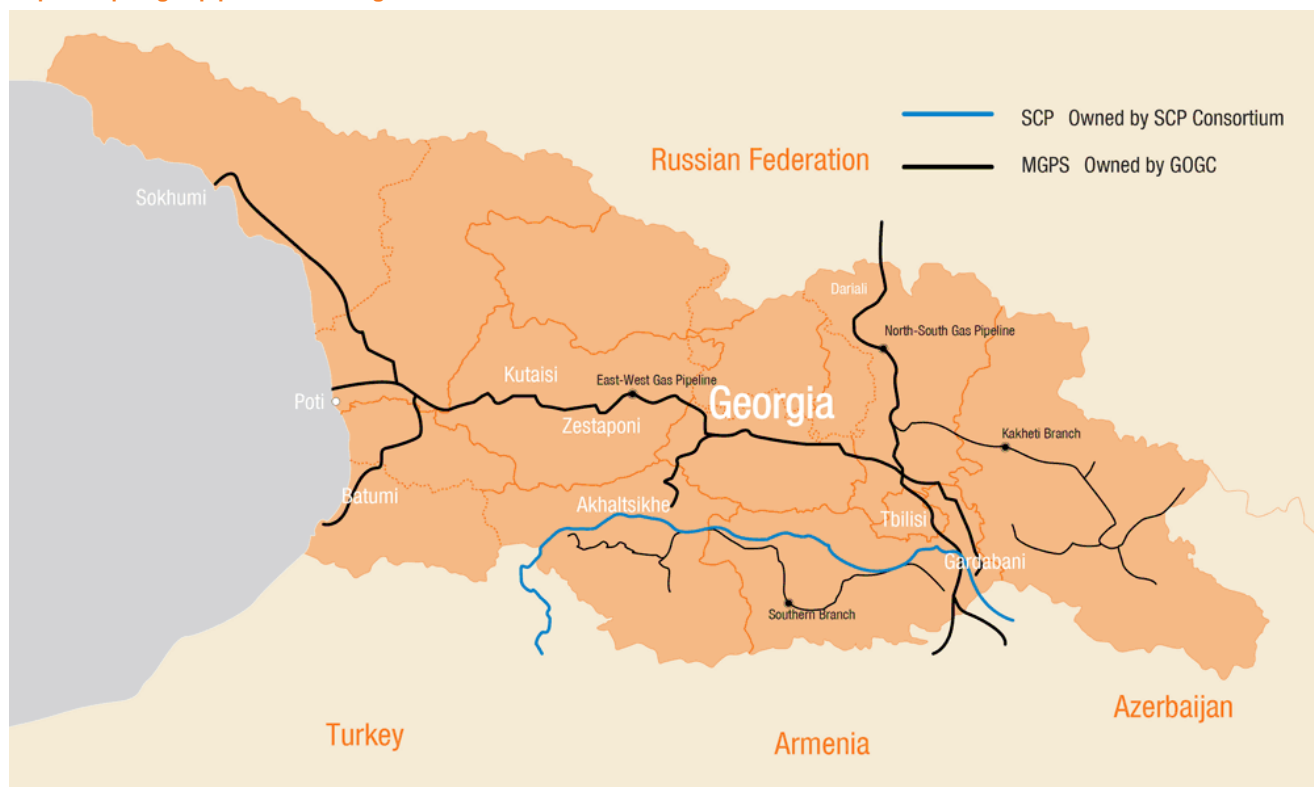 SCP Owned by SCP Consortium
Russian Federation
MGPS Owned by GOGC
Sokhumi
Dariali
North-South Gas Pipeline
Kutaisi
East-West Gas Pipeline
Georgia
Poti
Zestaponi
Kakheti Branch
Batumi
Akhaltsikhe
Tbilisi
Gardabani
Southern Branch
Azerbaijan
Turkey
Armenia